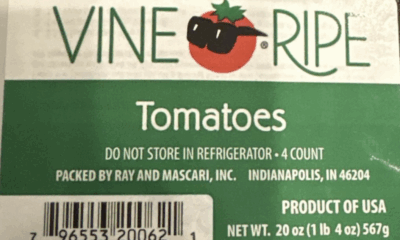 VINE RIPE
Tomatoes
DO NOT STORE IN REFRIGERATOR • 4 COUNT
PACKED BY RAY AND MASCARI, INC. INDIANAPOLIS, IN 46204
PRODUCT OF USA
NET WT. 20 oz (1 lb 4 oz) 567g
7 96553 20062 1